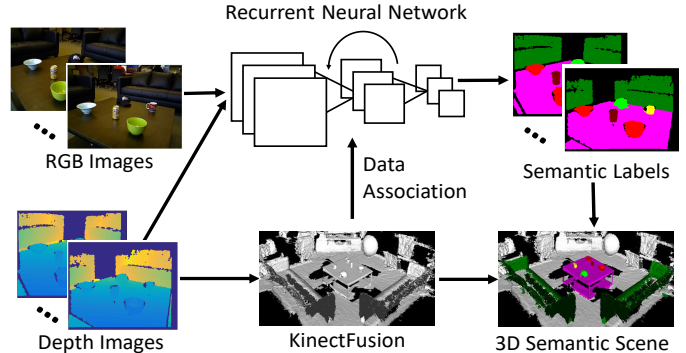 Recurrent Neural Network
RGB Images
Data
Association
Semantic Labels
Depth Images
KinectFusion
3D Semantic Scene